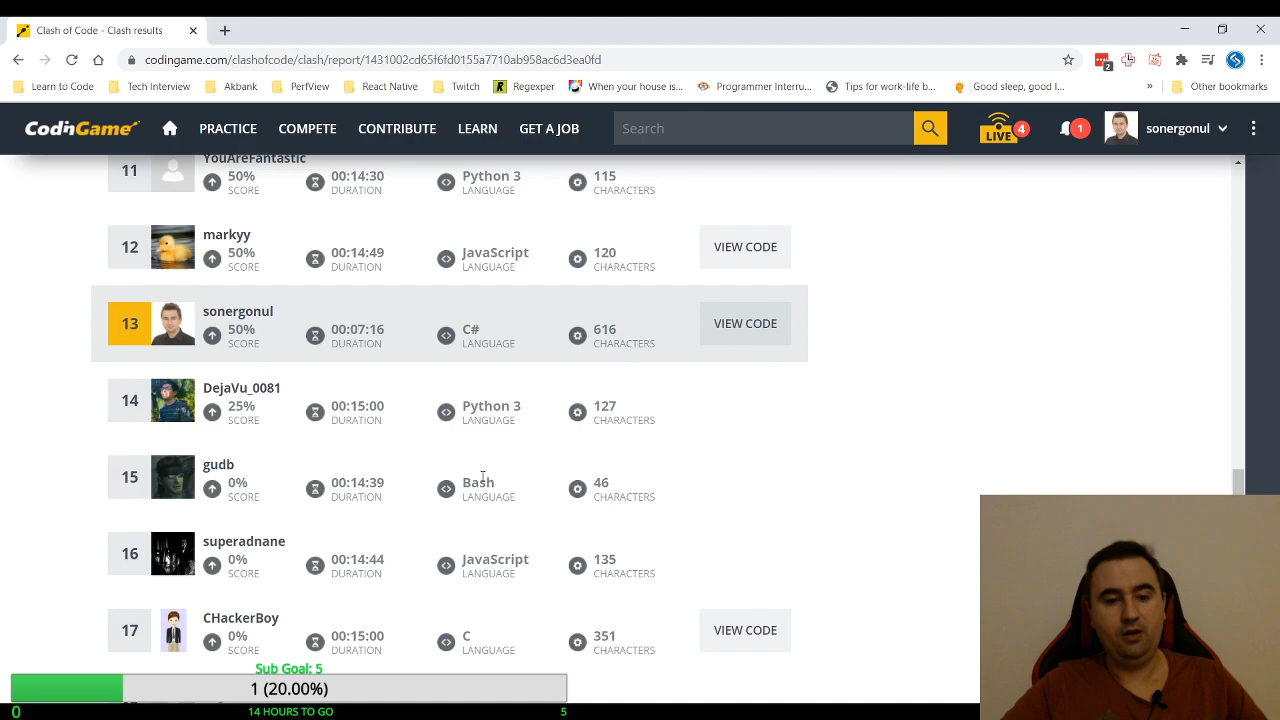 Clash of Code - Clash results
codingame.com/clashofcode/clash/report/1431092cd65f6f00155a7710ab958ac6d3ea0fd
2
Learn to Code Tech Interview Akbank PerfView React Native Twitch Regexper When your house is... Programmer Interru... Tips for work-life b... Good sleep, good l... » Other bookmarks
CodinGame PRACTICE COMPETE CONTRIBUTE LEARN GET A JOB Search LIVE 4 1 sonergonul
YouAreFantastic
11 50% 00:14:30 Python 3 115
SCORE DURATION LANGUAGE CHARACTERS
markyy
12 50% 00:14:49 JavaScript 120 VIEW CODE
SCORE DURATION LANGUAGE CHARACTERS
sonergonul
13 50% 00:07:16 C# 616 VIEW CODE
SCORE DURATION LANGUAGE CHARACTERS
DejaVu_0081
14 25% 00:15:00 Python 3 127
SCORE DURATION LANGUAGE CHARACTERS
gudb
15 0% 00:14:39 Bash 46
SCORE DURATION LANGUAGE CHARACTERS
superadnane
16 0% 00:14:44 JavaScript 135
SCORE DURATION LANGUAGE CHARACTERS
CHackerBoy
17 0% 00:15:00 C 351 VIEW CODE
SCORE DURATION LANGUAGE CHARACTERS
Sub Goal: 5
1 (20.00%)
0 14 HOURS TO GO 5